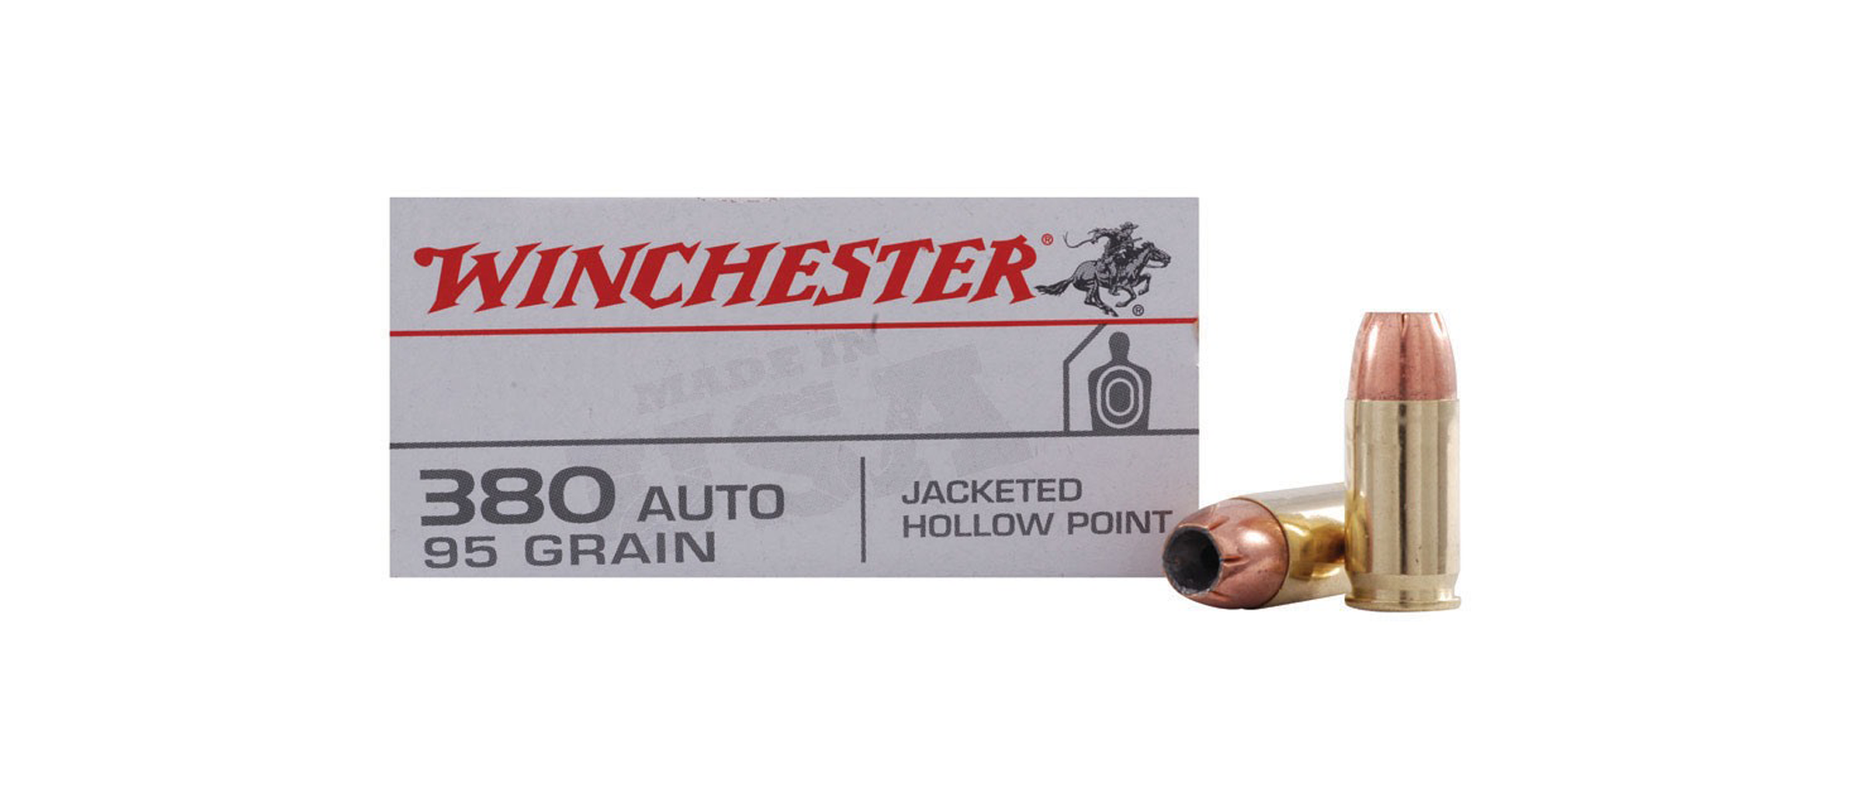 WINCHESTER®
®
MADE IN
USA
380 AUTO
95 GRAIN
JACKETED
HOLLOW POINT